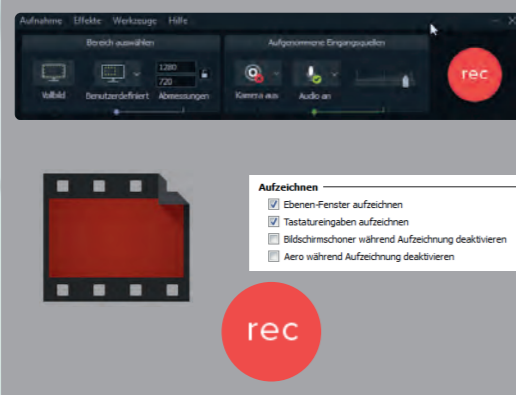 Aufnahme Effekte Werkzeuge Hilfe
Bereich auswählen
Aufgenommene Eingangsquellen
1280
720
Vollbild Benutzerdefiniert Abmessungen Kamera aus Audio an
rec
Aufzeichnen
Ebenen-Fenster aufzeichnen
Tastatureingaben aufzeichnen
Bildschirmschoner während Aufzeichnung deaktivieren
Aero während Aufzeichnung deaktivieren
rec